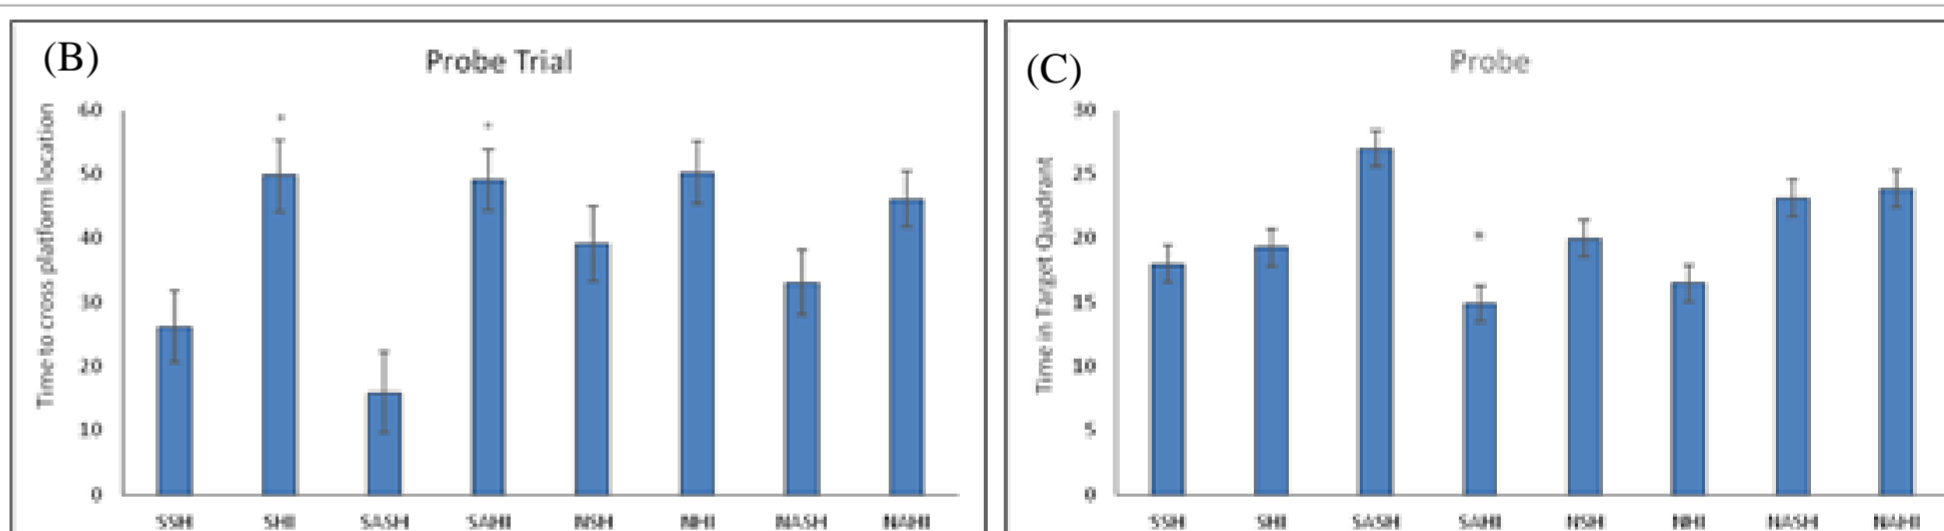 (B)
Probe Trial
Time to cross platform location
60
50
40
30
20
10
0
SSH SHI SASH SAHI NSH NHI NASH NAHI
(C)
Probe
Time in Target Quadrant
30
25
20
15
10
5
0
SSH SHI SASH SAHI NSH NHI NASH NAHI